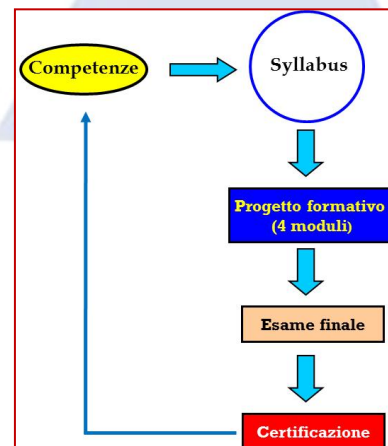 Competenze
Syllabus
Progetto formativo
(4 moduli)
Esame finale
Certificazione